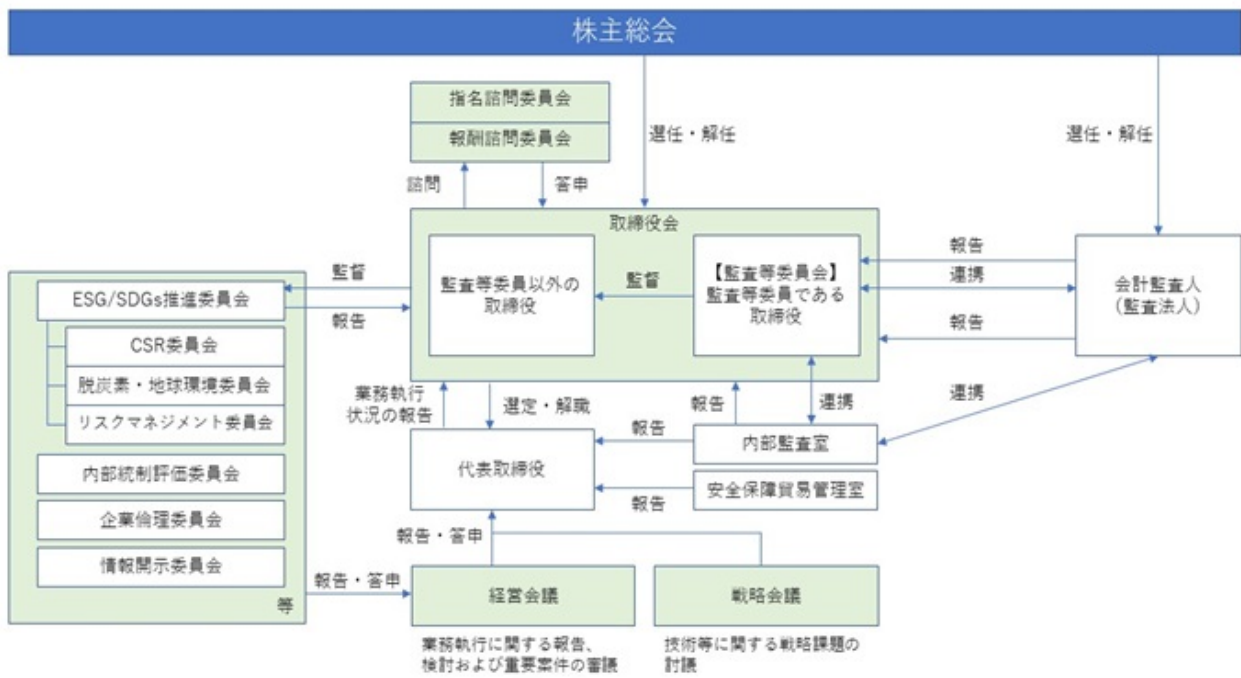 株主総会
指名諮問委員会
報酬諮問委員会
選任・解任
選任・解任
諮問
答申
取締役会
監査等委員以外の
取締役
監督
【監査等委員会】
監査等委員である
取締役
報告
連携
報告
会計監査人
(監査法人)
監督
報告
ESG/SDGs推進委員会
CSR委員会
脱炭素・地球環境委員会
リスクマネジメント委員会
内部統制評価委員会
企業倫理委員会
情報開示委員会
等
業務執行
状況の報告
選定・解職
報告
連携
連携
代表取締役
報告
内部監査室
報告
安全保障貿易管理室
報告・答申
報告・答申
経営会議
戦略会議
業務執行に関する報告、
検討および重要案件の審議
技術等に関する戦略課題の
討議